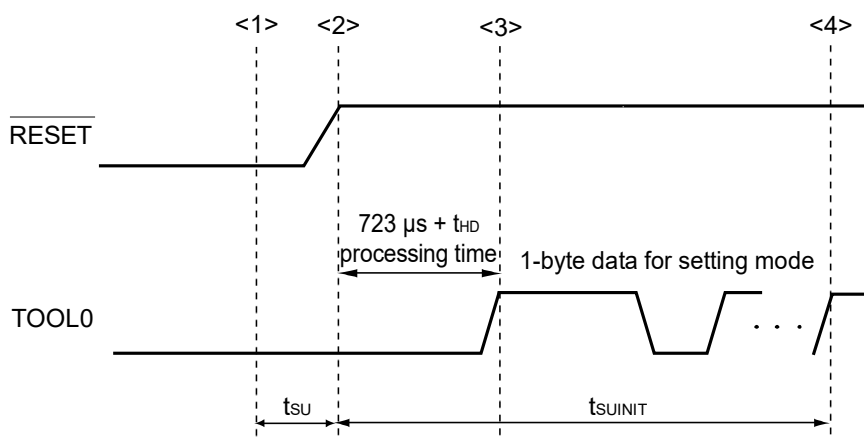 <1> <2> <3> <4>
RESET
723 µs + tHD
processing time
1-byte data for setting mode
TOOL0
. . .
tSU
tSUINIT